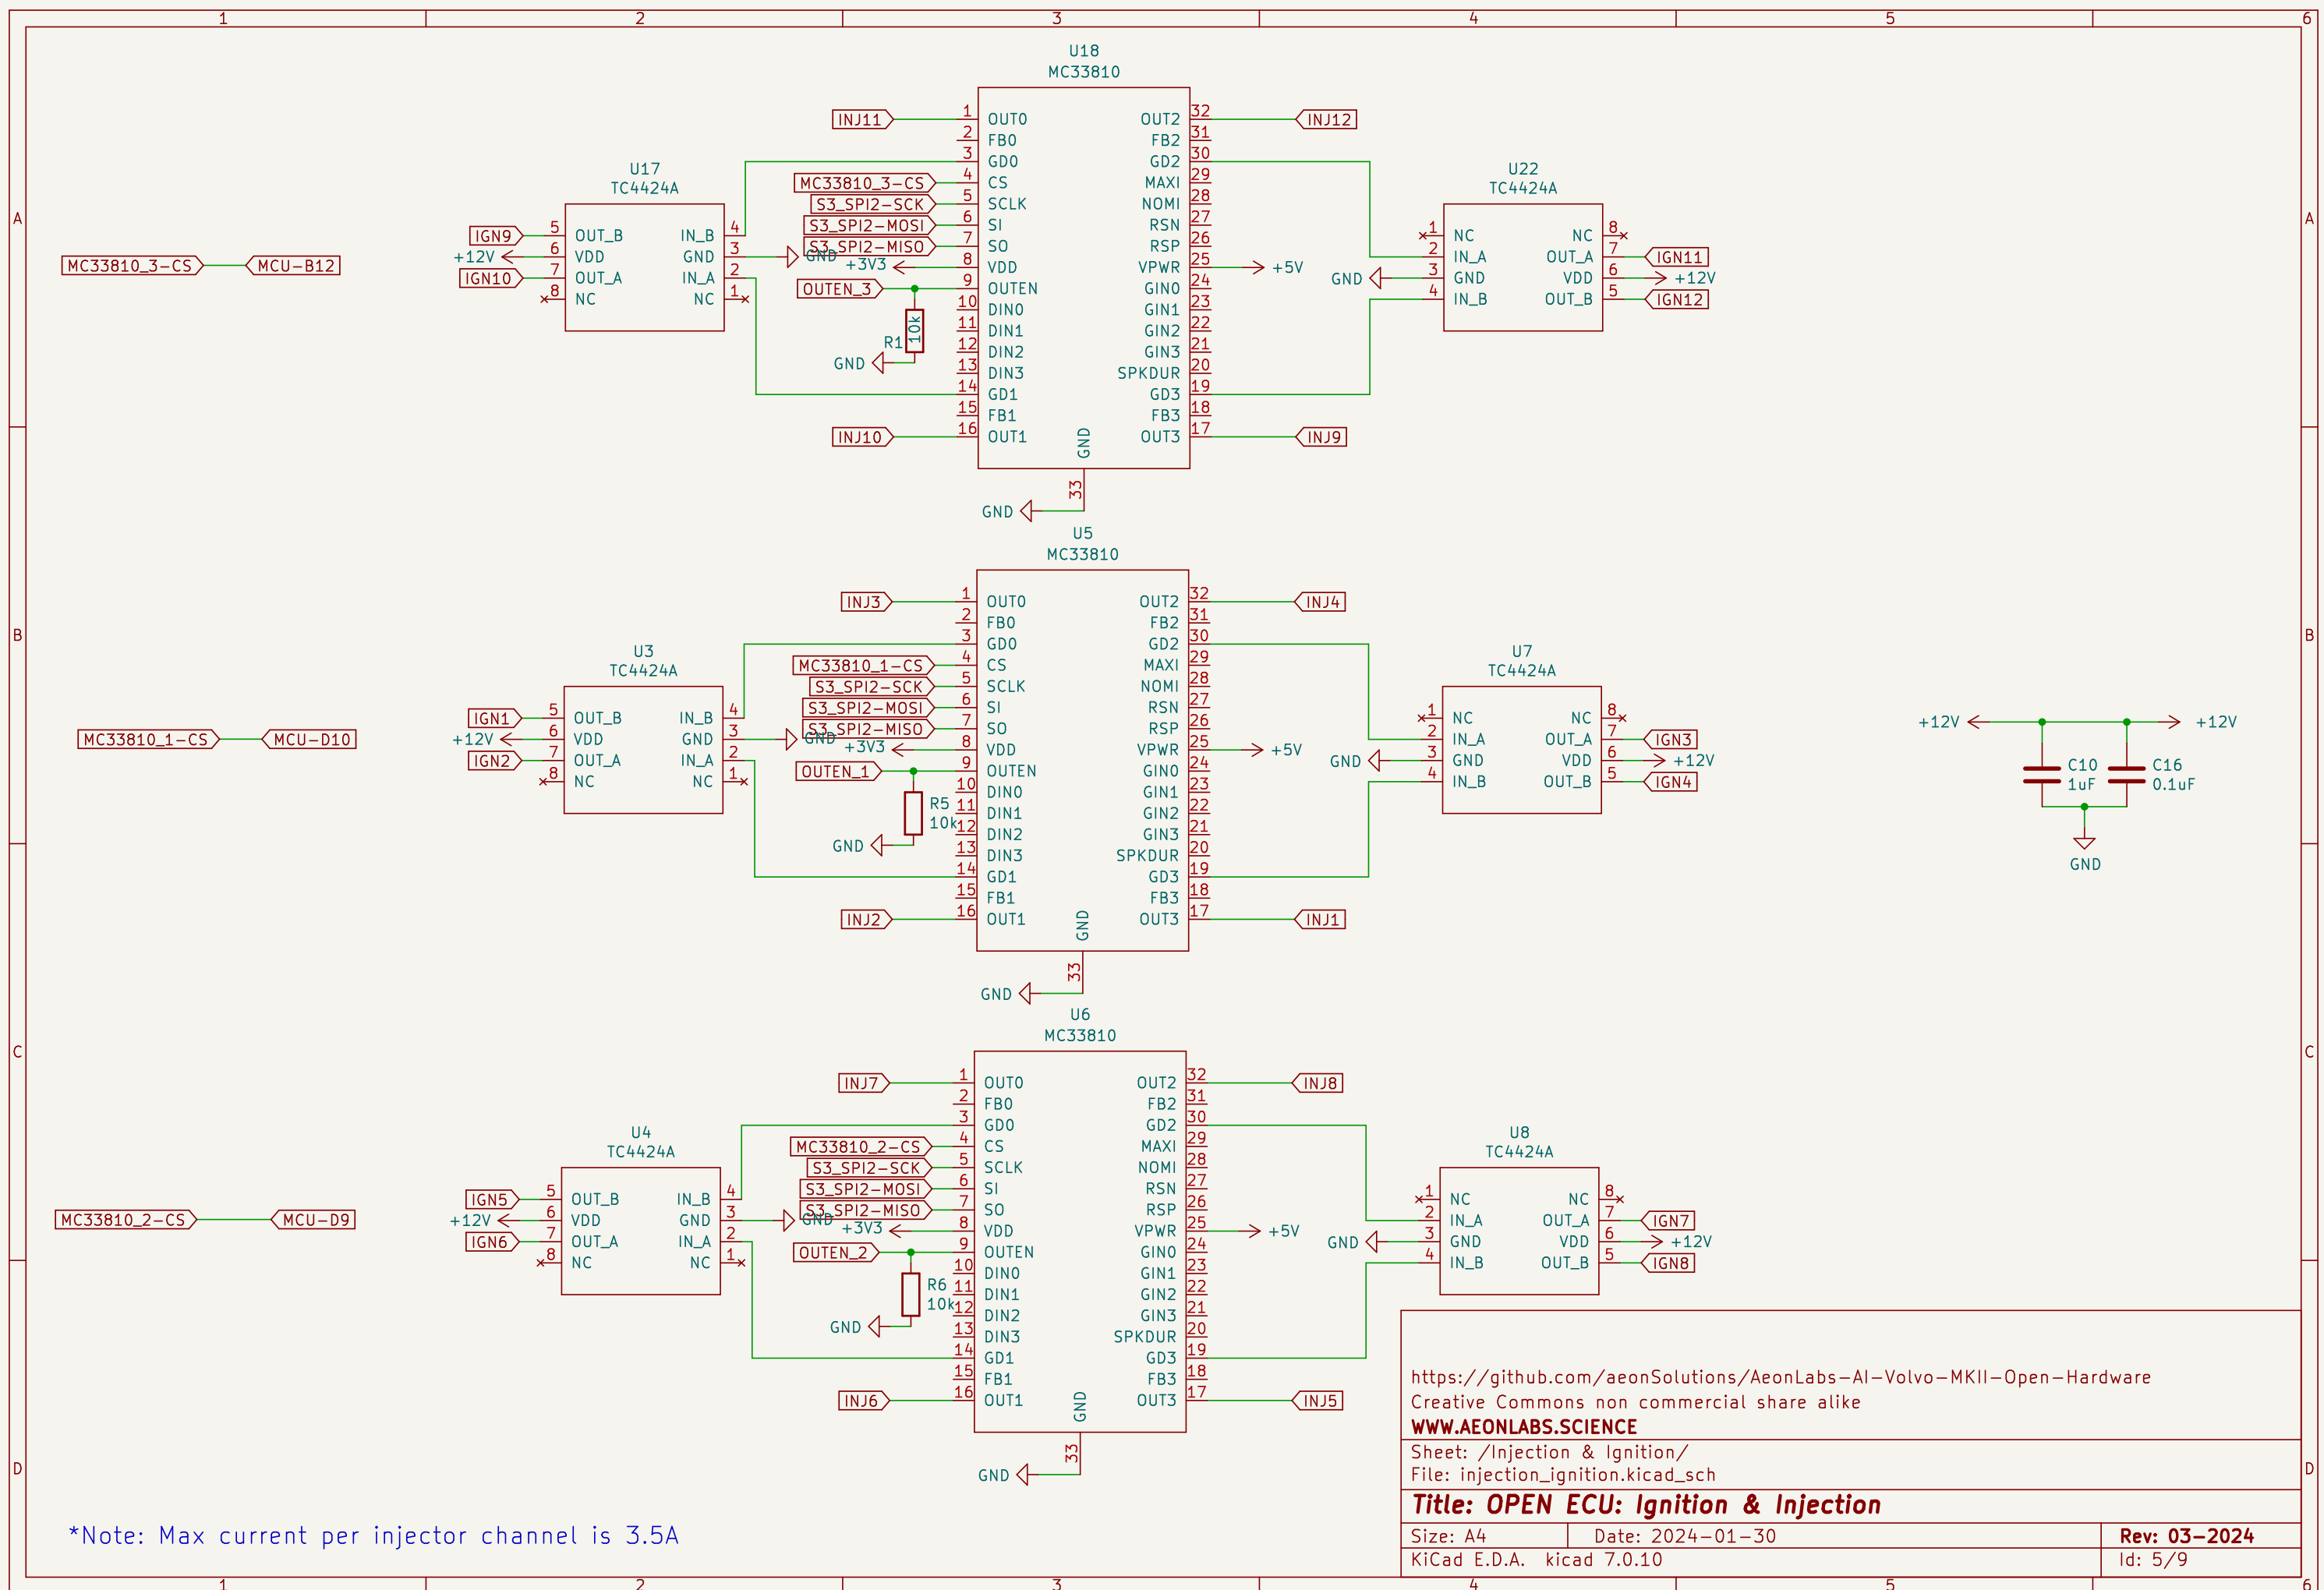 1 2 3 4 5 6
A
B
C
D
U18
MC33810
INJ11
INJ12
MC33810_3-CS
S3_SPI2-SCK
S3_SPI2-MOSI
S3_SPI2-MISO
+3V3
OUTEN_3
R1
10k
GND
INJ10
INJ9
+5V
1 OUT0
2 FB0
3 GD0
4 CS
5 SCLK
6 SI
7 SO
8 VDD
9 OUTEN
10 DIN0
11 DIN1
12 DIN2
13 DIN3
14 GD1
15 FB1
16 OUT1
OUT2 32
FB2 31
GD2 30
MAXI 29
NOMI 28
RSN 27
RSP 26
VPWR 25
GIN0 24
GIN1 23
GIN2 22
GIN3 21
SPKDUR 20
GD3 19
FB3 18
OUT3 17
GND
33
GND
U17
TC4424A
IGN9 5 OUT_B IN_B 4
+12V 6 VDD GND 3 GND
IGN10 7 OUT_A IN_A 2
8 NC NC 1
U22
TC4424A
1 NC NC 8
2 IN_A OUT_A 7 IGN11
GND 3 GND VDD 6 +12V
4 IN_B OUT_B 5 IGN12
MC33810_3-CS MCU-B12
U5
MC33810
INJ3
INJ4
MC33810_1-CS
S3_SPI2-SCK
S3_SPI2-MOSI
S3_SPI2-MISO
+3V3
OUTEN_1
R5
10k
GND
INJ2
INJ1
+5V
1 OUT0
2 FB0
3 GD0
4 CS
5 SCLK
6 SI
7 SO
8 VDD
9 OUTEN
10 DIN0
11 DIN1
12 DIN2
13 DIN3
14 GD1
15 FB1
16 OUT1
OUT2 32
FB2 31
GD2 30
MAXI 29
NOMI 28
RSN 27
RSP 26
VPWR 25
GIN0 24
GIN1 23
GIN2 22
GIN3 21
SPKDUR 20
GD3 19
FB3 18
OUT3 17
GND
33
GND
U3
TC4424A
IGN1 5 OUT_B IN_B 4
+12V 6 VDD GND 3 GND
IGN2 7 OUT_A IN_A 2
8 NC NC 1
U7
TC4424A
1 NC NC 8
2 IN_A OUT_A 7 IGN3
GND 3 GND VDD 6 +12V
4 IN_B OUT_B 5 IGN4
MC33810_1-CS MCU-D10
+12V +12V
C10
1uF
C16
0.1uF
GND
U6
MC33810
INJ7
INJ8
MC33810_2-CS
S3_SPI2-SCK
S3_SPI2-MOSI
S3_SPI2-MISO
+3V3
OUTEN_2
R6
10k
GND
INJ6
INJ5
+5V
1 OUT0
2 FB0
3 GD0
4 CS
5 SCLK
6 SI
7 SO
8 VDD
9 OUTEN
10 DIN0
11 DIN1
12 DIN2
13 DIN3
14 GD1
15 FB1
16 OUT1
OUT2 32
FB2 31
GD2 30
MAXI 29
NOMI 28
RSN 27
RSP 26
VPWR 25
GIN0 24
GIN1 23
GIN2 22
GIN3 21
SPKDUR 20
GD3 19
FB3 18
OUT3 17
GND
33
GND
U4
TC4424A
IGN5 5 OUT_B IN_B 4
+12V 6 VDD GND 3 GND
IGN6 7 OUT_A IN_A 2
8 NC NC 1
U8
TC4424A
1 NC NC 8
2 IN_A OUT_A 7 IGN7
GND 3 GND VDD 6 +12V
4 IN_B OUT_B 5 IGN8
MC33810_2-CS MCU-D9
*Note: Max current per injector channel is 3.5A
https://github.com/aeonSolutions/AeonLabs-AI-Volvo-MKII-Open-Hardware
Creative Commons non commercial share alike
WWW.AEONLABS.SCIENCE
Sheet: /Injection & Ignition/
File: injection_ignition.kicad_sch
Title: OPEN ECU: Ignition & Injection
Size: A4 Date: 2024-01-30 Rev: 03-2024
KiCad E.D.A. kicad 7.0.10 Id: 5/9
A
B
C
D
1 2 3 4 5 6